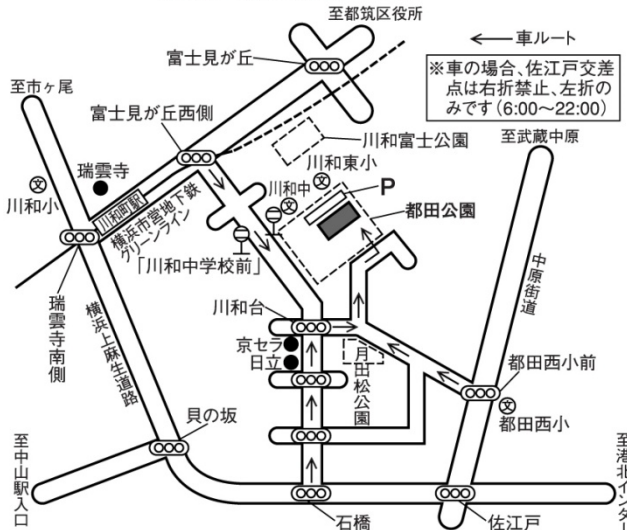 至都筑区役所
←車ルート
富士見が丘
※車の場合、佐江戸交差
点は右折禁止、左折の
みです(6:00～22:00)
至市ヶ尾
富士見が丘西側
川和富士公園
至武蔵中原
瑞雲寺
川和東小
文
川和小
文
川和中
文
P
都田公園
川和町駅
横浜市営地下鉄
グリーンライン
「川和中学校前」
中原街道
瑞雲寺南側
横浜上麻生道路
川和台
京セラ
日立
月出松公園
都田西小前
文
都田西小
貝の坂
至中山駅入口
石橋
佐江戸
至港北インター